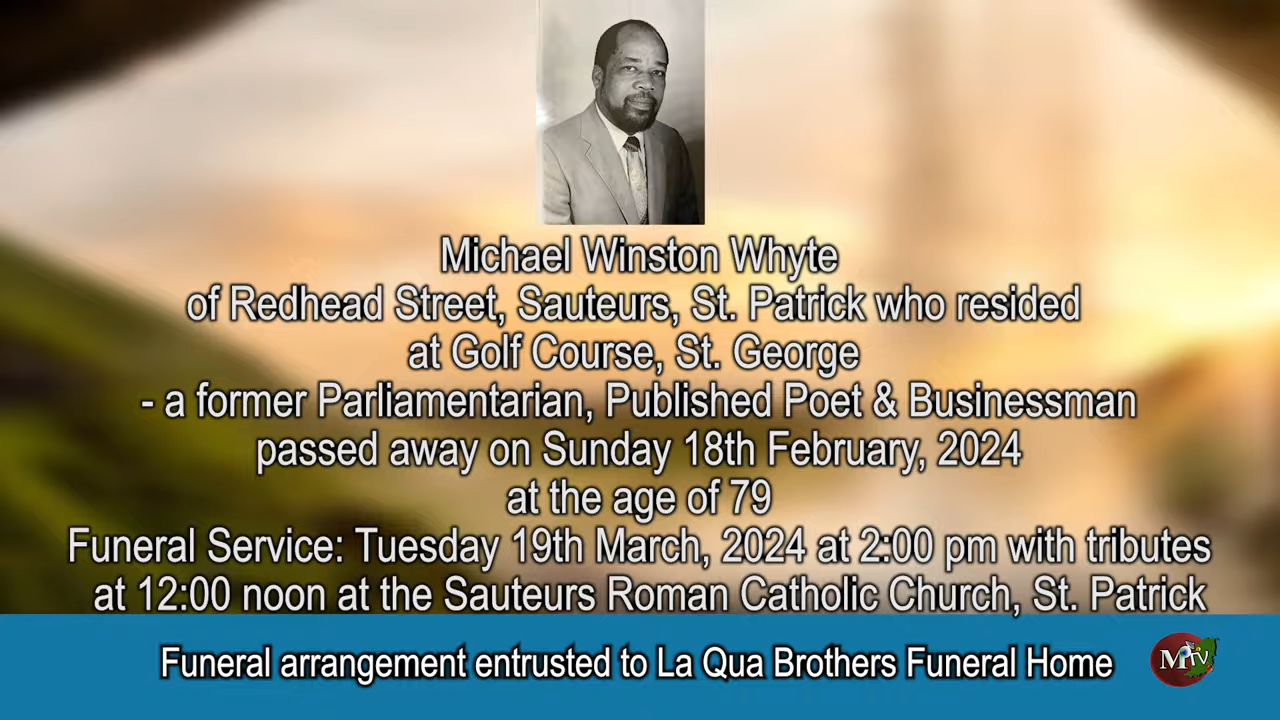 Michael Winston Whyte
of Redhead Street, Sauteurs, St. Patrick who resided
at Golf Course, St. George
- a former Parliamentarian, Published Poet & Businessman
passed away on Sunday 18th February, 2024
at the age of 79
Funeral Service: Tuesday 19th March, 2024 at 2:00 pm with tributes
at 12:00 noon at the Sauteurs Roman Catholic Church, St. Patrick
Funeral arrangement entrusted to La Qua Brothers Funeral Home
MTV